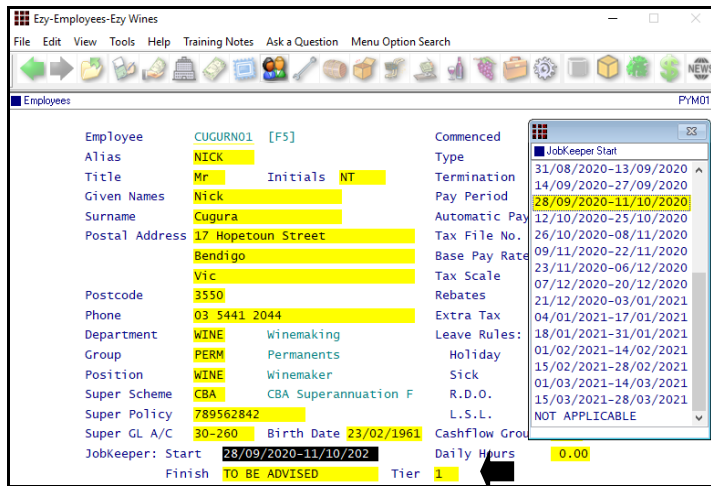 Ezy-Employees-Ezy Wines
File Edit View Tools Help Training Notes Ask a Question Menu Option Search
NEWS
Employees PYM01
Employee CUGURN01 [F5] Commenced
Alias NICK Type
Title Mr Initials NT Termination
Given Names Nick Pay Period
Surname Cugura Automatic Pay
Postal Address 17 Hopetoun Street Tax File No.
Bendigo Base Pay Rate
Vic Tax Scale
Postcode 3550 Rebates
Phone 03 5441 2044 Extra Tax
Department WINE Winemaking Leave Rules:
Group PERM Permanents Holiday
Position WINE Winemaker Sick
Super Scheme CBA CBA Superannuation F R.D.O.
Super Policy 789562842 L.S.L.
Super GL A/C 30-260 Birth Date 23/02/1961 Cashflow Grou
JobKeeper: Start 28/09/2020-11/10/202 Daily Hours 0.00
Finish TO BE ADVISED Tier 1
JobKeeper Start
31/08/2020-13/09/2020
14/09/2020-27/09/2020
28/09/2020-11/10/2020
12/10/2020-25/10/2020
26/10/2020-08/11/2020
09/11/2020-22/11/2020
23/11/2020-06/12/2020
07/12/2020-20/12/2020
21/12/2020-03/01/2021
04/01/2021-17/01/2021
18/01/2021-31/01/2021
01/02/2021-14/02/2021
15/02/2021-28/02/2021
01/03/2021-14/03/2021
15/03/2021-28/03/2021
NOT APPLICABLE